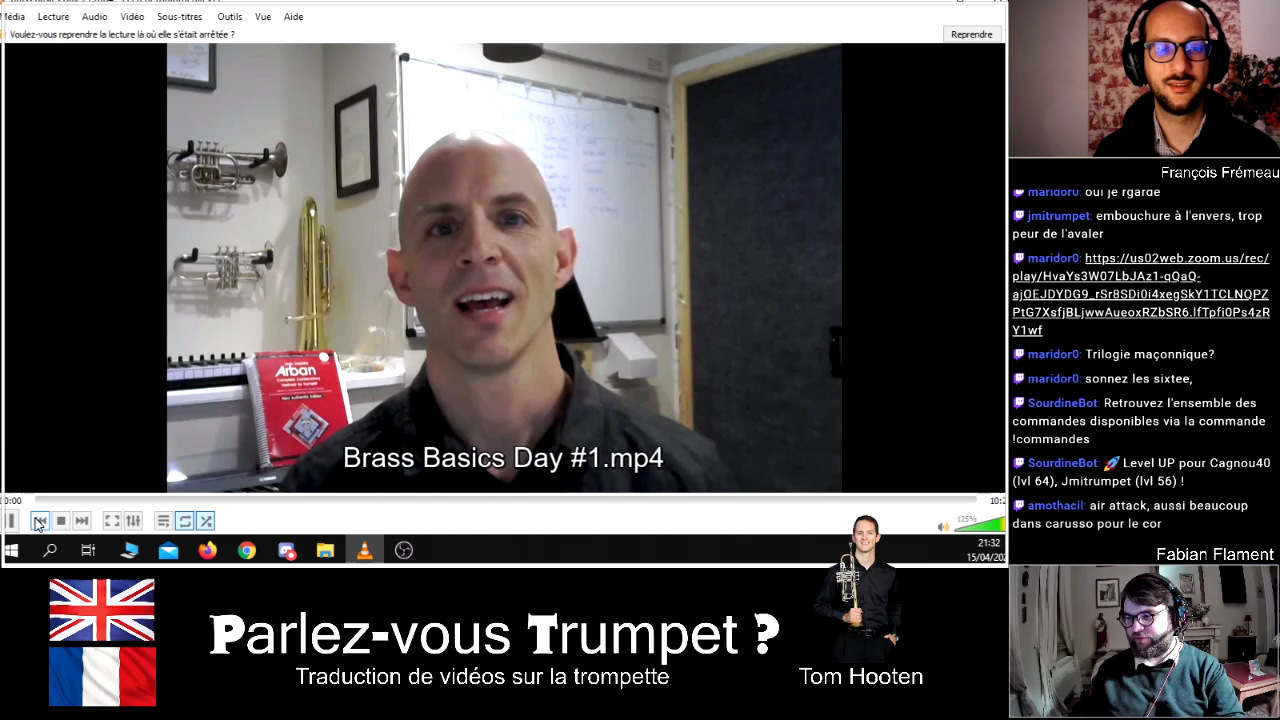 Média Lecture Audio Vidéo Sous-titres Outils Vue Aide
Voulez-vous reprendre la lecture là où elle s'était arrêtée ?
Reprendre
Arban
Brass Basics Day #1.mp4
125%
21:32
François Frémeau
maridor0: oui je rgarde
jmitrumpet: embouchure à l'envers, trop
peur de l'avaler
maridor0: https://us02web.zoom.us/rec/
play/HvaYs3W07LbJAz1-qQaQ-
ajOEJDYDG9_rSr8SDi0i4xegSkY1TCLNQPZ
PtG7XsfjBLjwwAueoxRZbSR6.lfTpfi0Ps4zR
Y1wf
maridor0: Trilogie maçonnique?
maridor0: sonnez les sixtee,
SourdineBot: Retrouvez l'ensemble des
commandes disponibles via la commande
!commandes
SourdineBot: 🚀 Level UP pour Cagnou40
(lvl 64), Jmitrumpet (lvl 56) !
amothacil: air attack, aussi beaucoup
dans carusso pour le cor
Fabian Flament
Parlez-vous Trumpet ?
Traduction de vidéos sur la trompette
Tom Hooten